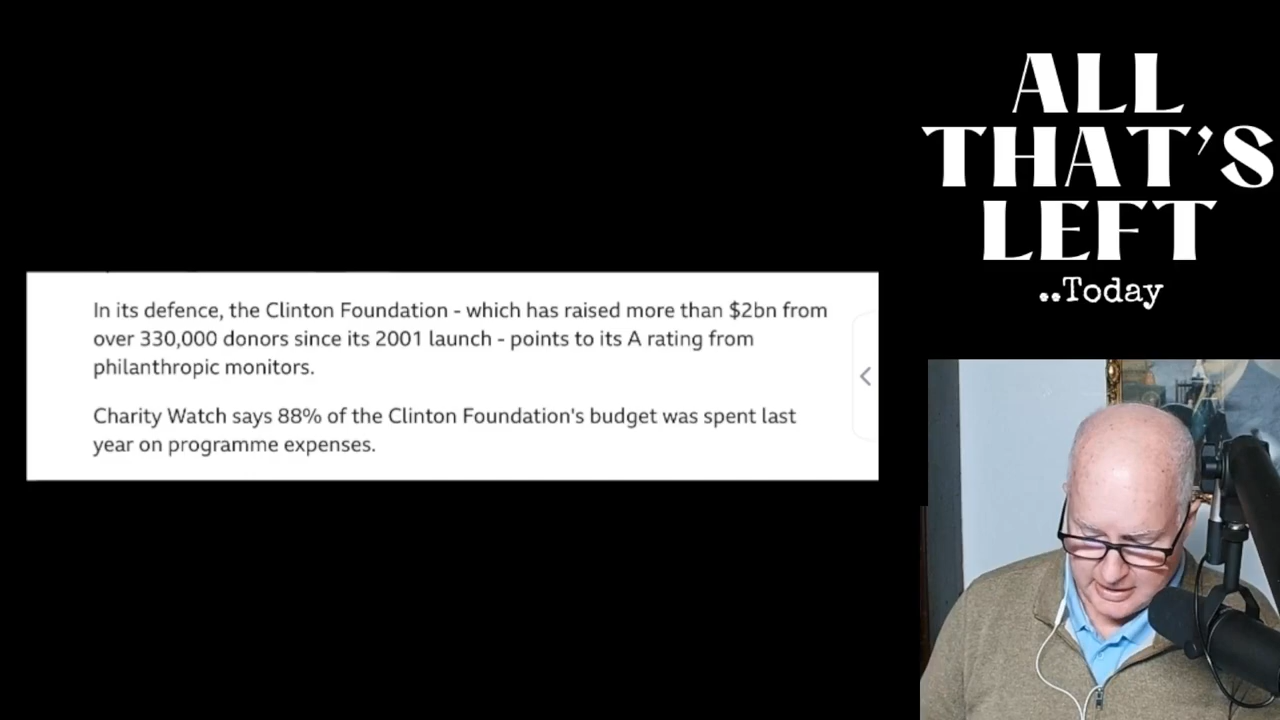 In its defence, the Clinton Foundation - which has raised more than $2bn from
over 330,000 donors since its 2001 launch - points to its A rating from
philanthropic monitors.
Charity Watch says 88% of the Clinton Foundation's budget was spent last
year on programme expenses.
ALL
THAT'S
LEFT
..Today